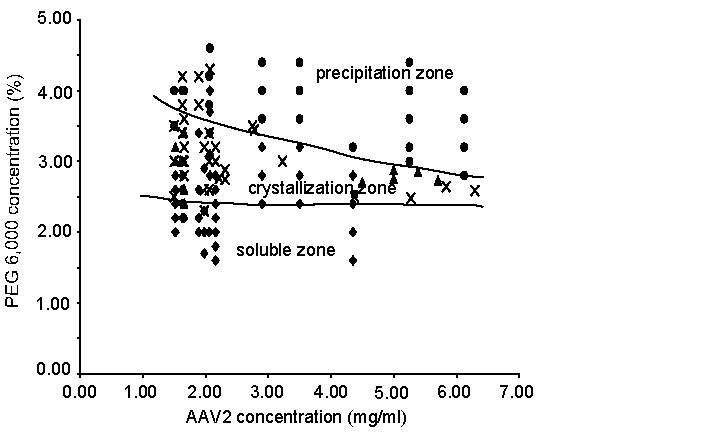 5.00
4.00
3.00
2.00
1.00
0.00
PEG 6,000 concentration (%)
precipitation zone
crystallization zone
soluble zone
0.00 1.00 2.00 3.00 4.00 5.00 6.00 7.00
AAV2 concentration (mg/ml)